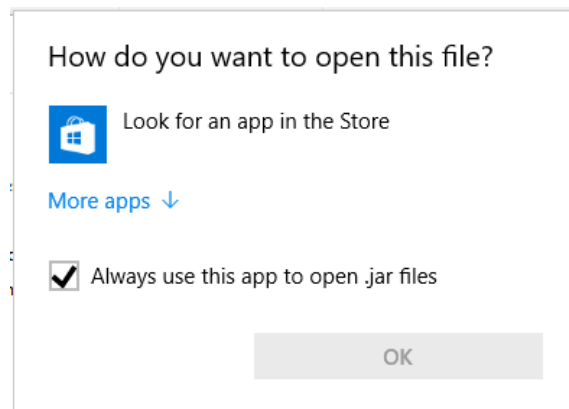 How do you want to open this file?
Look for an app in the Store
More apps ↓
Always use this app to open .jar files
OK